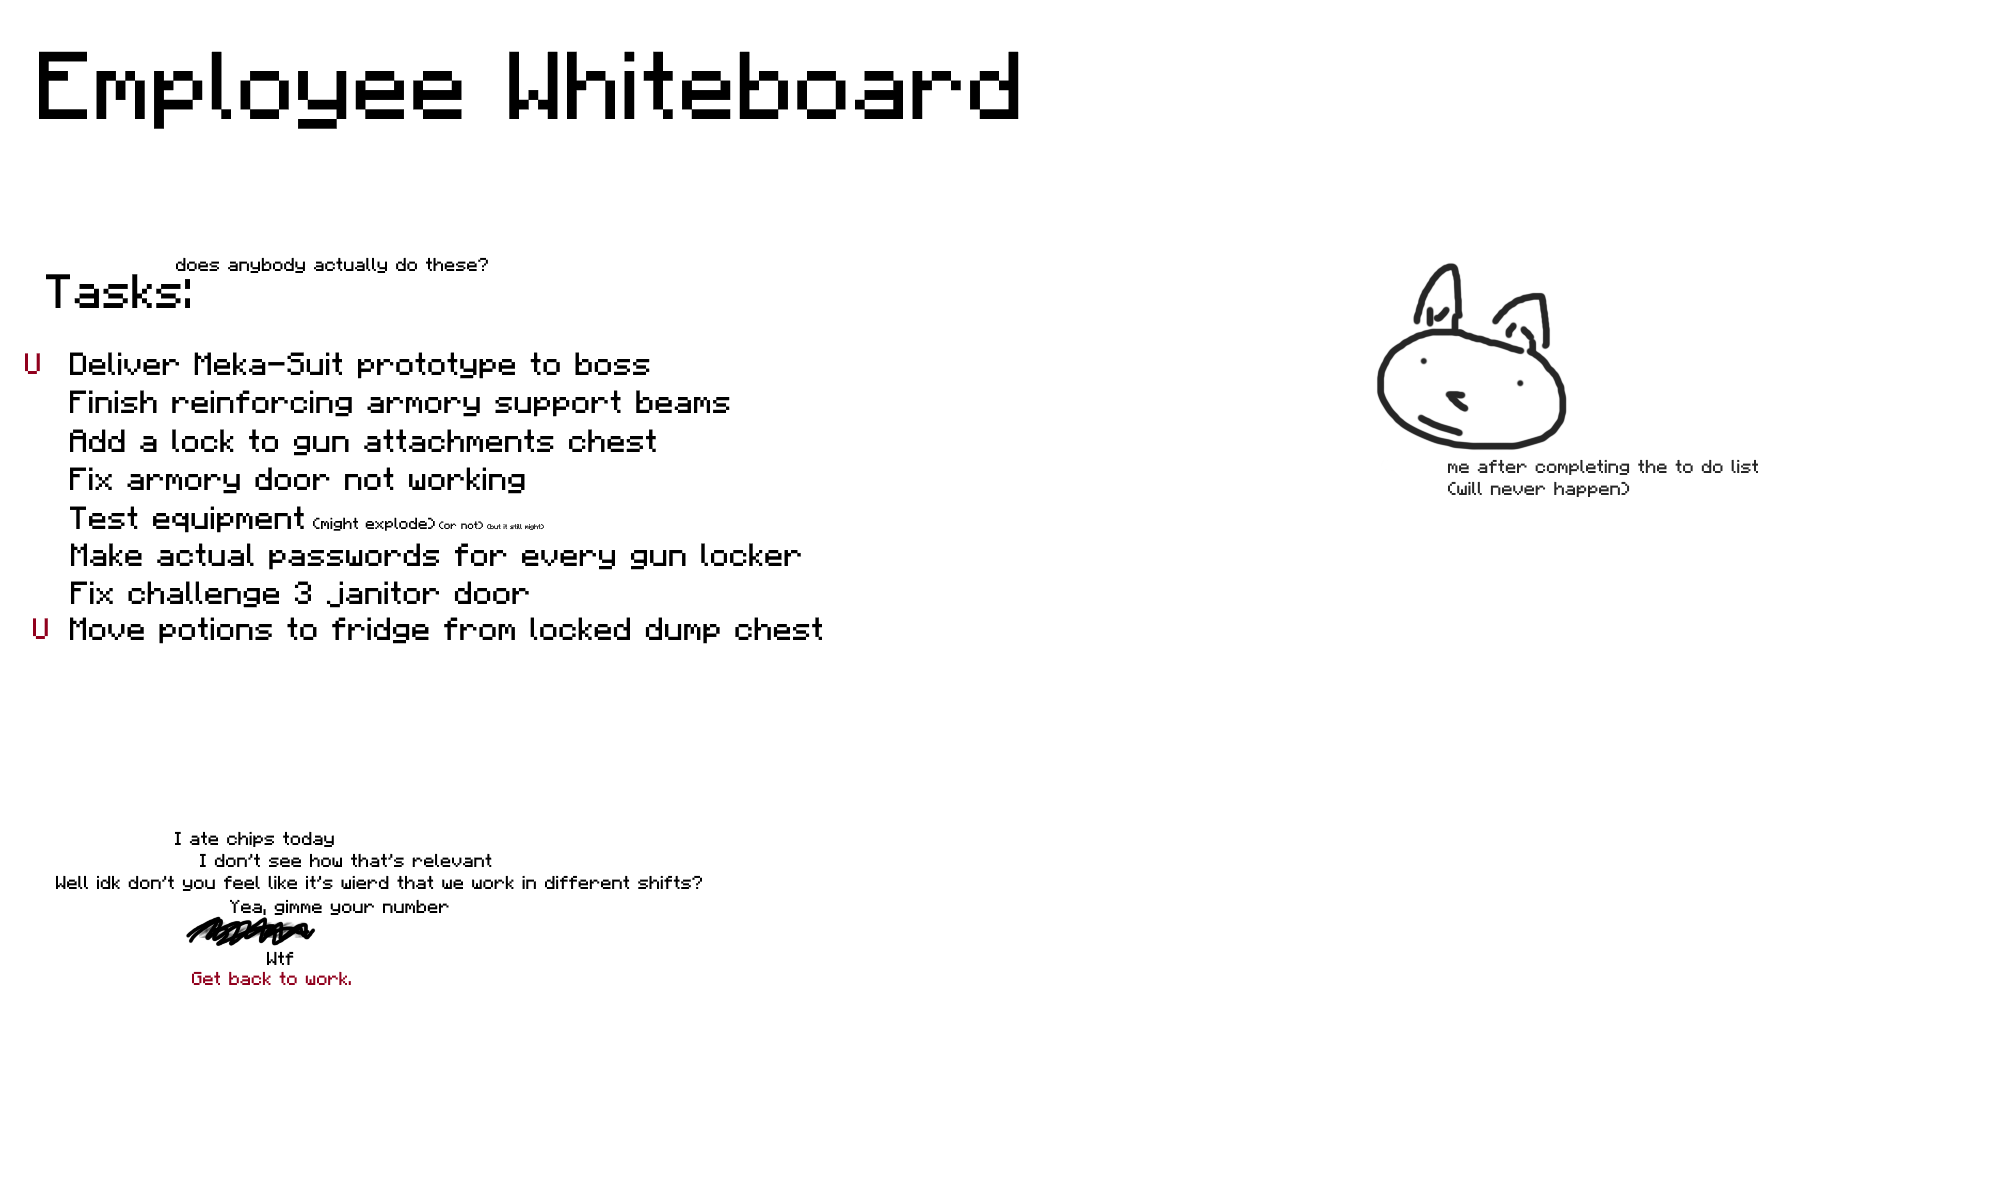 Employee Whiteboard
does anybody actually do these?
Tasks:
U Deliver Meka-Suit prototype to boss
Finish reinforcing armory support beams
Add a lock to gun attachments chest
Fix armory door not working
Test equipment (might explode) (or not) (but it still might)
Make actual passwords for every gun locker
Fix challenge 3 janitor door
U Move potions to fridge from locked dump chest
me after completing the to do list
(will never happen)
I ate chips today
I don't see how that's relevant
Well idk don't you feel like it's wierd that we work in different shifts?
Yea, gimme your number
Wtf
Get back to work.